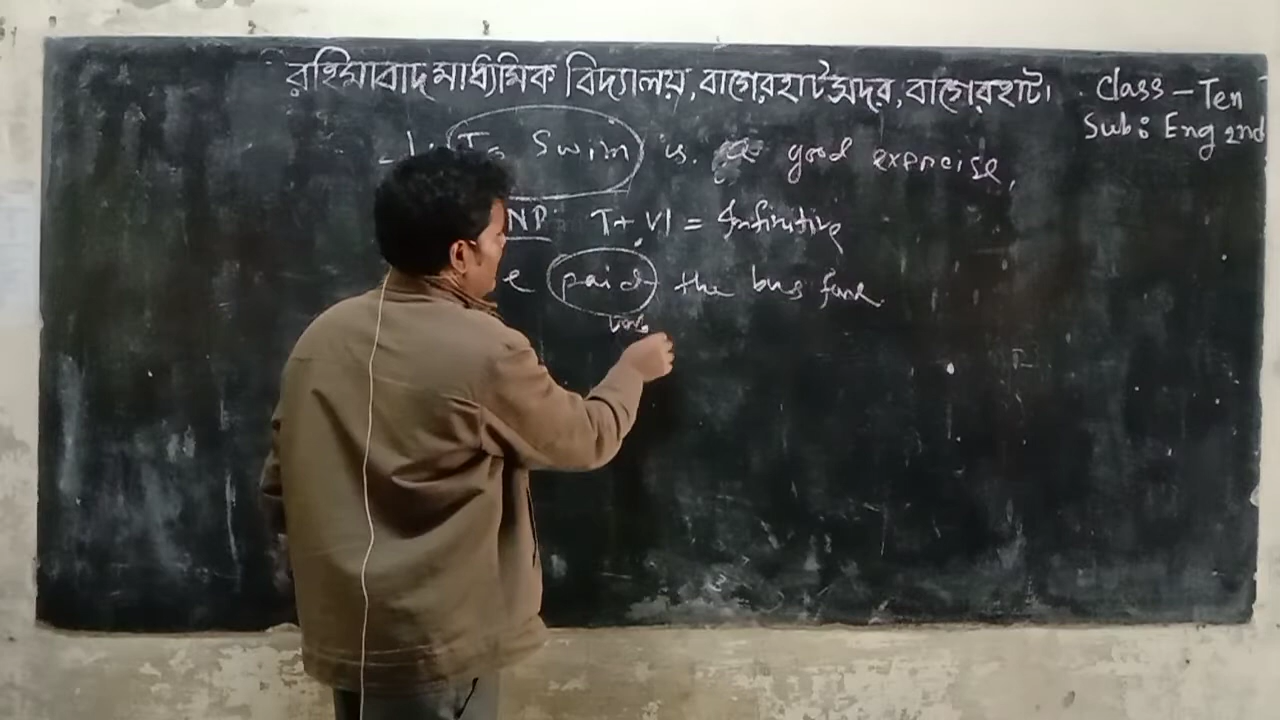 রহিমাবাদ মাধ্যমিক বিদ্যালয়, বাগেরহাট সদর, বাগেরহাট।
Class - Ten
Sub: Eng 2nd
1. To Swim is a good exercise,
NP: T+V1 = Infinitive
e paid the bus